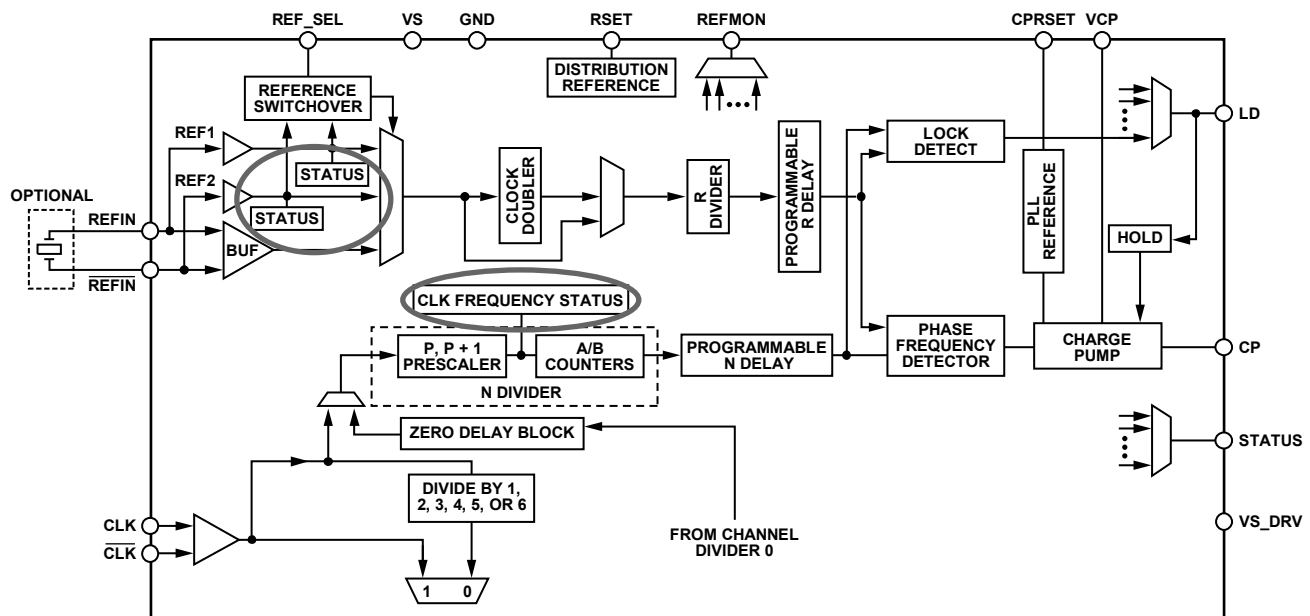 REF_SEL
VS
GND
RSET
REFMON
CPRSET
VCP
DISTRIBUTION
REFERENCE
REFERENCE
SWITCHOVER
REF1
REF2
STATUS
STATUS
BUF
OPTIONAL
REFIN
REFIN
CLOCK
DOUBLER
R
DIVIDER
PROGRAMMABLE
R DELAY
LOCK
DETECT
PLL
REFERENCE
HOLD
LD
CLK FREQUENCY STATUS
P, P + 1
PRESCALER
A/B
COUNTERS
N DIVIDER
PROGRAMMABLE
N DELAY
PHASE
FREQUENCY
DETECTOR
CHARGE
PUMP
CP
ZERO DELAY BLOCK
STATUS
DIVIDE BY 1,
2, 3, 4, 5, OR 6
FROM CHANNEL
DIVIDER 0
VS_DRV
CLK
CLK
1 0